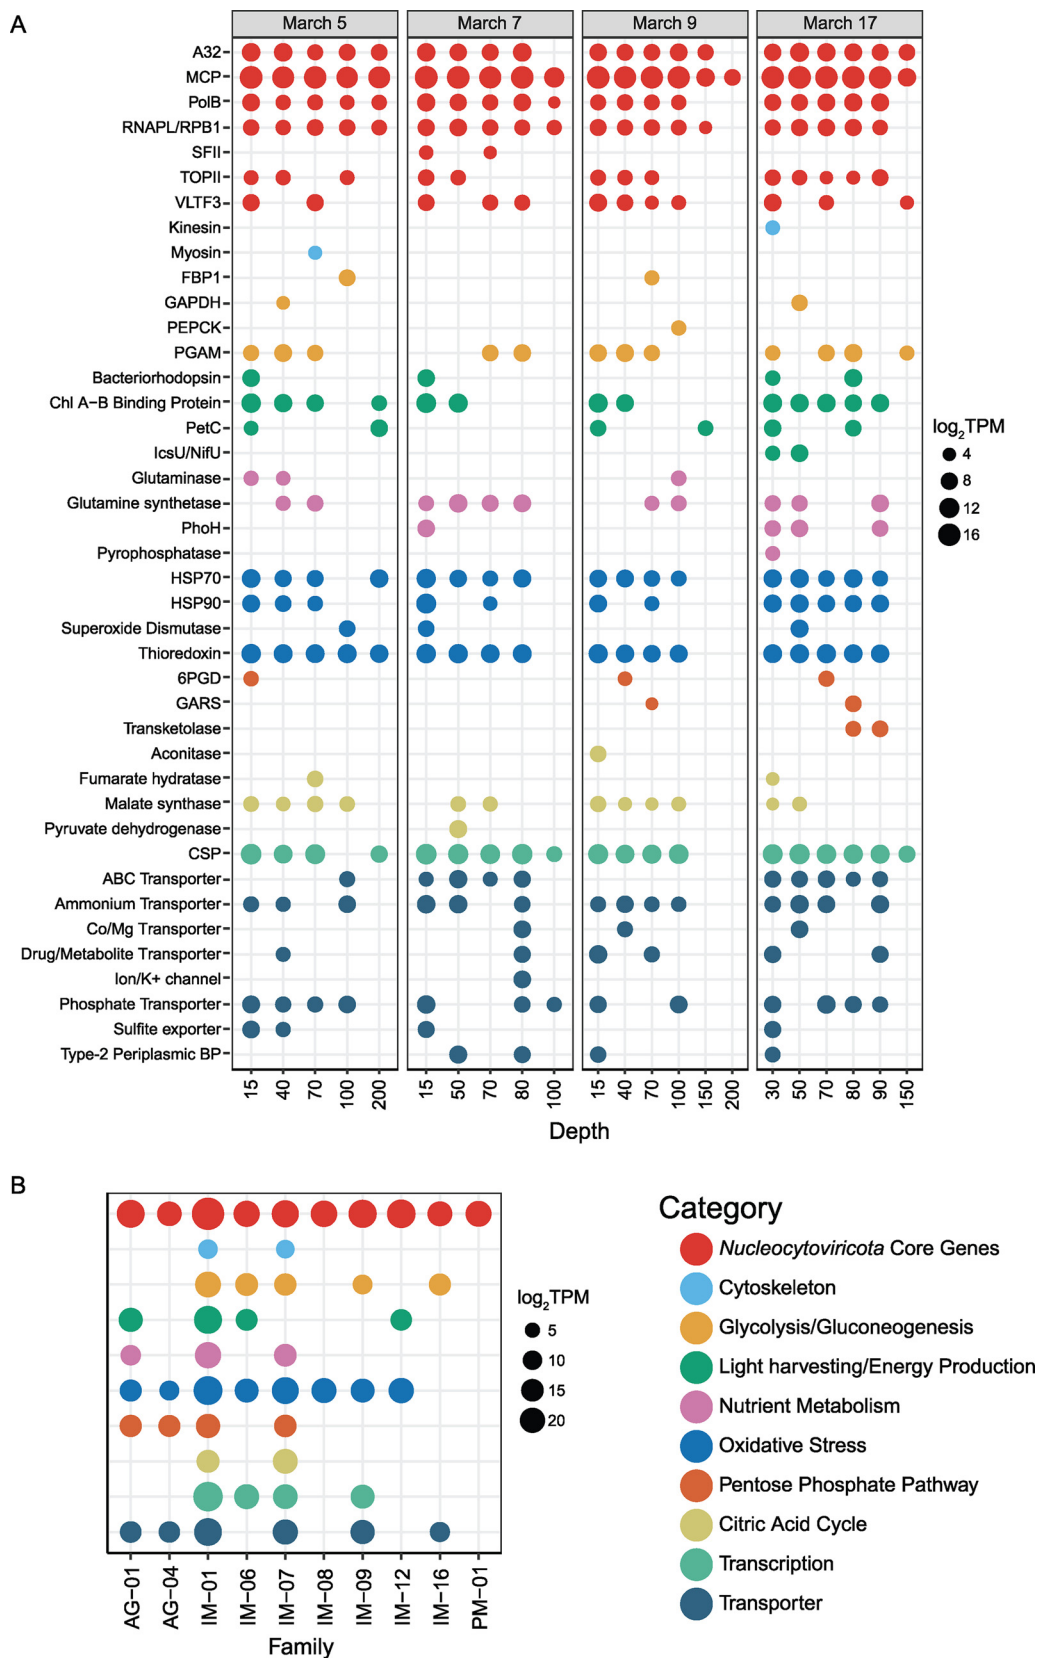 A
March 5
March 7
March 9
March 17
A32
MCP
PolB
RNAPL/RPB1
SFII
TOPII
VLTF3
Kinesin
Myosin
FBP1
GAPDH
PEPCK
PGAM
Bacteriorhodopsin
Chl A−B Binding Protein
PetC
IcsU/NifU
Glutaminase
Glutamine synthetase
PhoH
Pyrophosphatase
HSP70
HSP90
Superoxide Dismutase
Thioredoxin
6PGD
GARS
Transketolase
Aconitase
Fumarate hydratase
Malate synthase
Pyruvate dehydrogenase
CSP
ABC Transporter
Ammonium Transporter
Co/Mg Transporter
Drug/Metabolite Transporter
Ion/K+ channel
Phosphate Transporter
Sulfite exporter
Type-2 Periplasmic BP
15 40 70 100 200
15 50 70 80 100
15 40 70 100 150 200
30 50 70 80 90 150
Depth
log2TPM
4
8
12
16
B
AG−01 AG−04 IM−01 IM−06 IM−07 IM−08 IM−09 IM−12 IM−16 PM−01
Family
log2TPM
5
10
15
20
Category
Nucleocytoviricota Core Genes
Cytoskeleton
Glycolysis/Gluconeogenesis
Light harvesting/Energy Production
Nutrient Metabolism
Oxidative Stress
Pentose Phosphate Pathway
Citric Acid Cycle
Transcription
Transporter